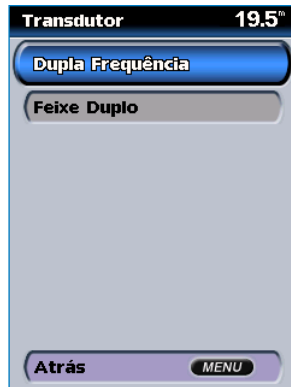 Transdutor 19.5m
Dupla Frequência
Feixe Duplo
Atrás MENU